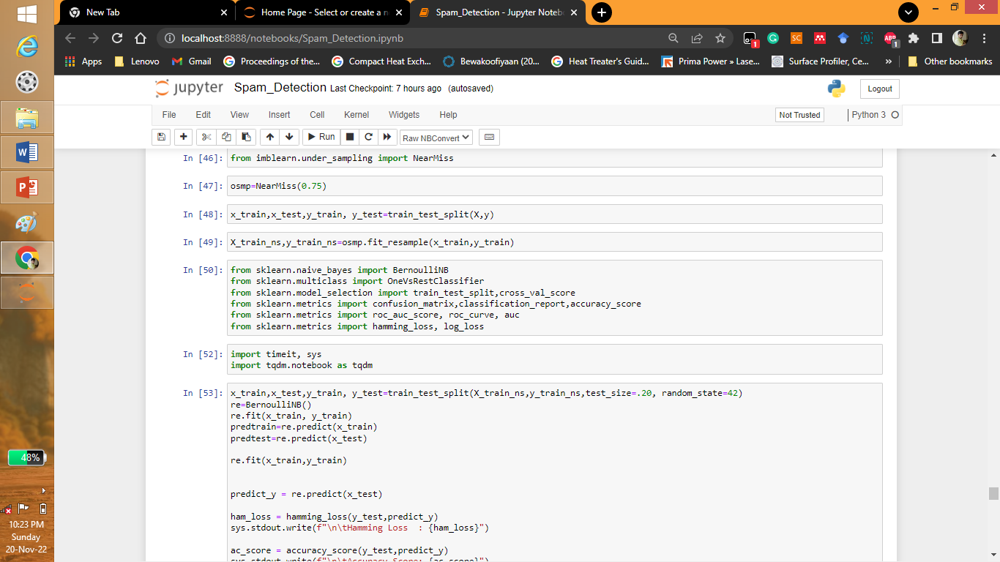 New Tab
Home Page - Select or create a n
Spam_Detection - Jupyter Noteb
localhost:8888/notebooks/Spam_Detection.ipynb
Apps
Lenovo
Gmail
Proceedings of the...
Compact Heat Exch...
Bewakoofiyaan (20...
Heat Treater's Guid...
Prima Power » Lase...
Surface Profiler, Ce...
»
Other bookmarks
jupyter
Spam_Detection Last Checkpoint: 7 hours ago (autosaved)
Logout
File Edit View Insert Cell Kernel Widgets Help
Not Trusted
Python 3
Run
Raw NBConvert
In [46]: from imblearn.under_sampling import NearMiss
In [47]: osmp=NearMiss(0.75)
In [48]: x_train,x_test,y_train, y_test=train_test_split(X,y)
In [49]: X_train_ns,y_train_ns=osmp.fit_resample(x_train,y_train)
In [50]: from sklearn.naive_bayes import BernoulliNB
from sklearn.multiclass import OneVsRestClassifier
from sklearn.model_selection import train_test_split,cross_val_score
from sklearn.metrics import confusion_matrix,classification_report,accuracy_score
from sklearn.metrics import roc_auc_score, roc_curve, auc
from sklearn.metrics import hamming_loss, log_loss
In [52]: import timeit, sys
import tqdm.notebook as tqdm
In [53]: x_train,x_test,y_train, y_test=train_test_split(X_train_ns,y_train_ns,test_size=.20, random_state=42)
re=BernoulliNB()
re.fit(x_train, y_train)
predtrain=re.predict(x_train)
predtest=re.predict(x_test)
re.fit(x_train,y_train)
predict_y = re.predict(x_test)
ham_loss = hamming_loss(y_test,predict_y)
sys.stdout.write(f"\n\tHamming Loss  : {ham_loss}")
ac_score = accuracy_score(y_test,predict_y)
sys.stdout.write(f"\n\tAccuracy Score: {ac_score}")
48%
10:23 PM
Sunday
20-Nov-22